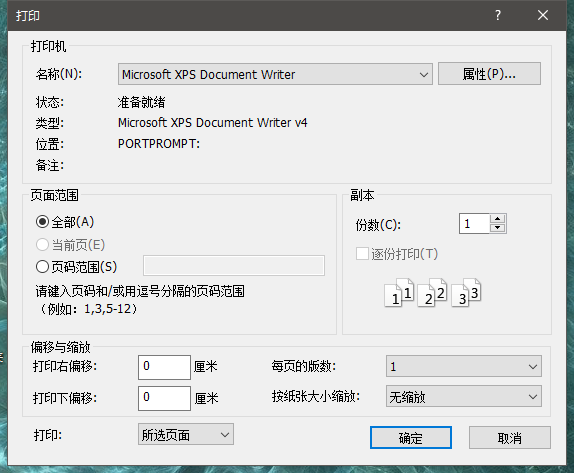 打印
打印机
名称(N):
Microsoft XPS Document Writer
属性(P)...
状态:
准备就绪
类型:
Microsoft XPS Document Writer v4
位置:
PORTPROMPT:
备注:
页面范围
全部(A)
当前页(E)
页码范围(S)
请键入页码和/或用逗号分隔的页码范围
（例如：1,3,5-12）
副本
份数(C):
1
逐份打印(T)
1 1 2 2 3 3
偏移与缩放
打印右偏移:
0
厘米
每页的版数:
1
打印下偏移:
0
厘米
按纸张大小缩放:
无缩放
打印:
所选页面
确定
取消